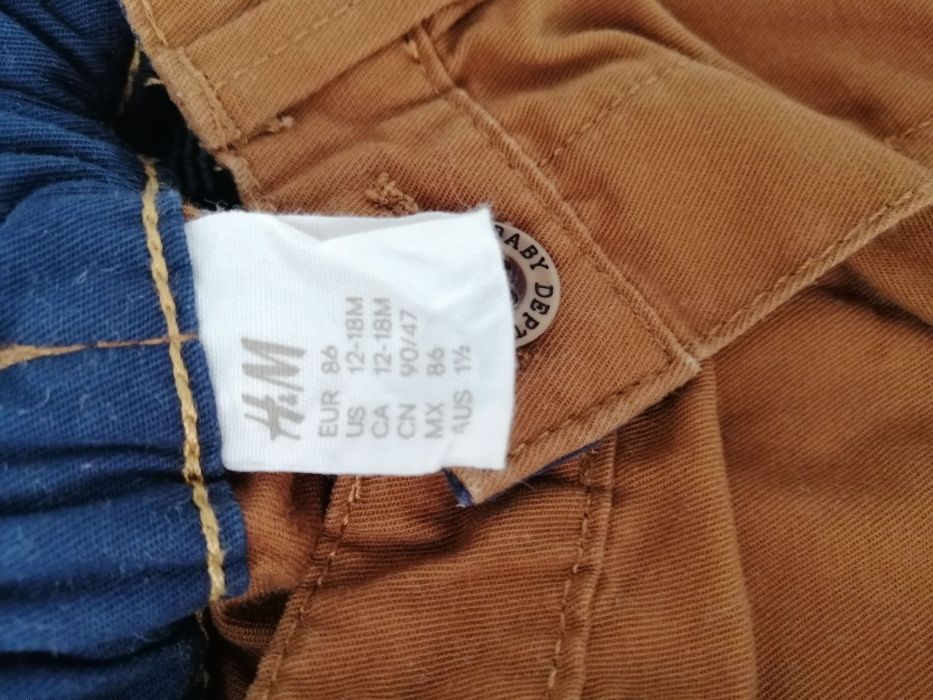 H&M
EUR 86
US 12-18M
CA 12-18M
CN 90/47
MX 86
AUS 1½
BABY DEPT